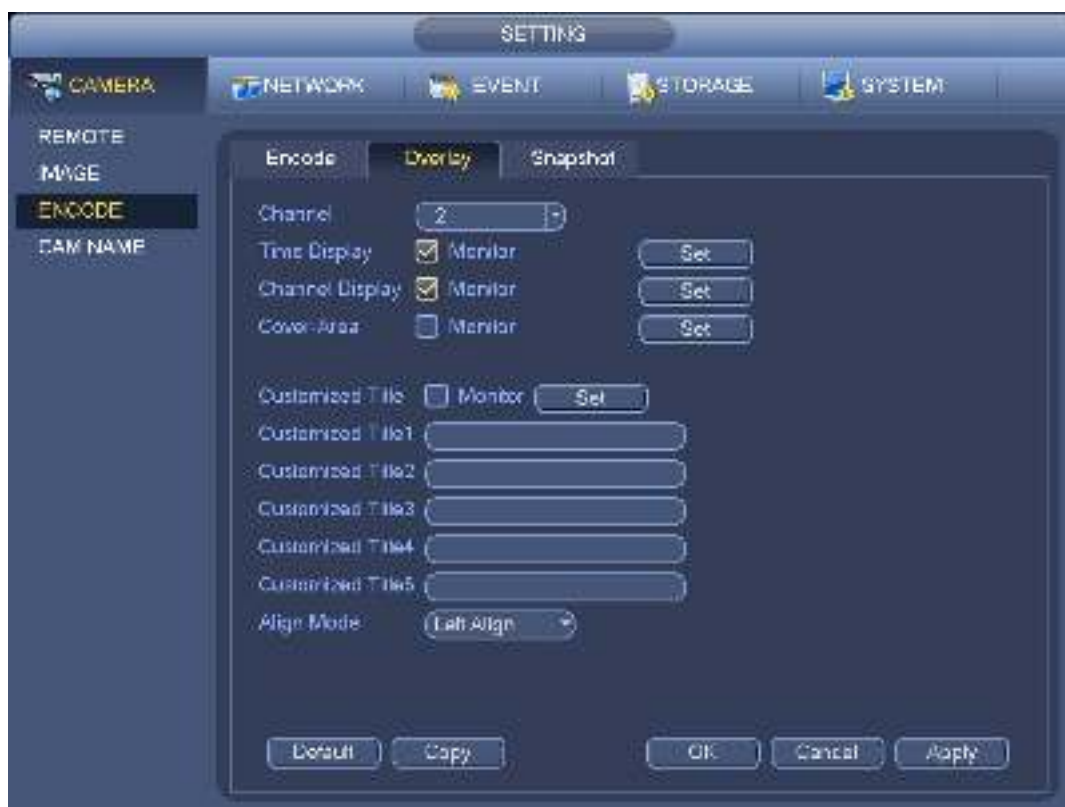 SETTING
CAMERA NETWORK EVENT STORAGE SYSTEM
REMOTE
IMAGE
ENCODE
CAM NAME
Encode Overlay Snapshot
Channel 2
Time Display Monitor Set
Channel Display Monitor Set
Cover-Area Monitor Set
Customized Title Monitor Set
Customized Title1
Customized Title2
Customized Title3
Customized Title4
Customized Title5
Align Mode Left Align
Default Copy OK Cancel Apply